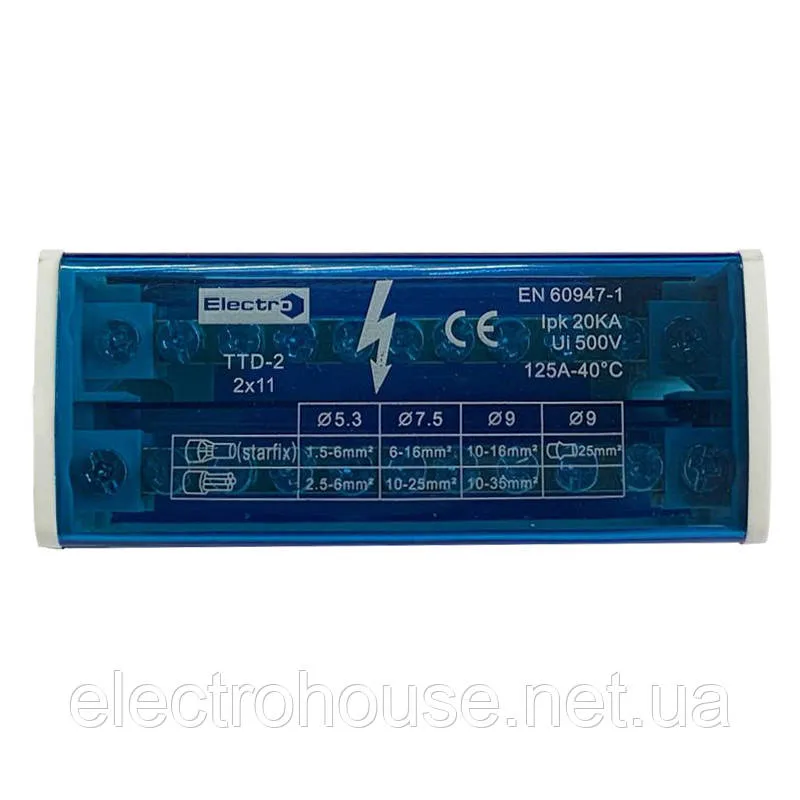 Electro
TTD-2
2x11
CE
EN 60947-1
Ipk 20KA
Ui 500V
125A-40°C
Ø5.3 Ø7.5 Ø9 Ø9
(starfix) 1.5-6mm² 6-16mm² 10-16mm² 25mm²
2.5-6mm² 10-25mm² 10-35mm²
electrohouse.net.ua